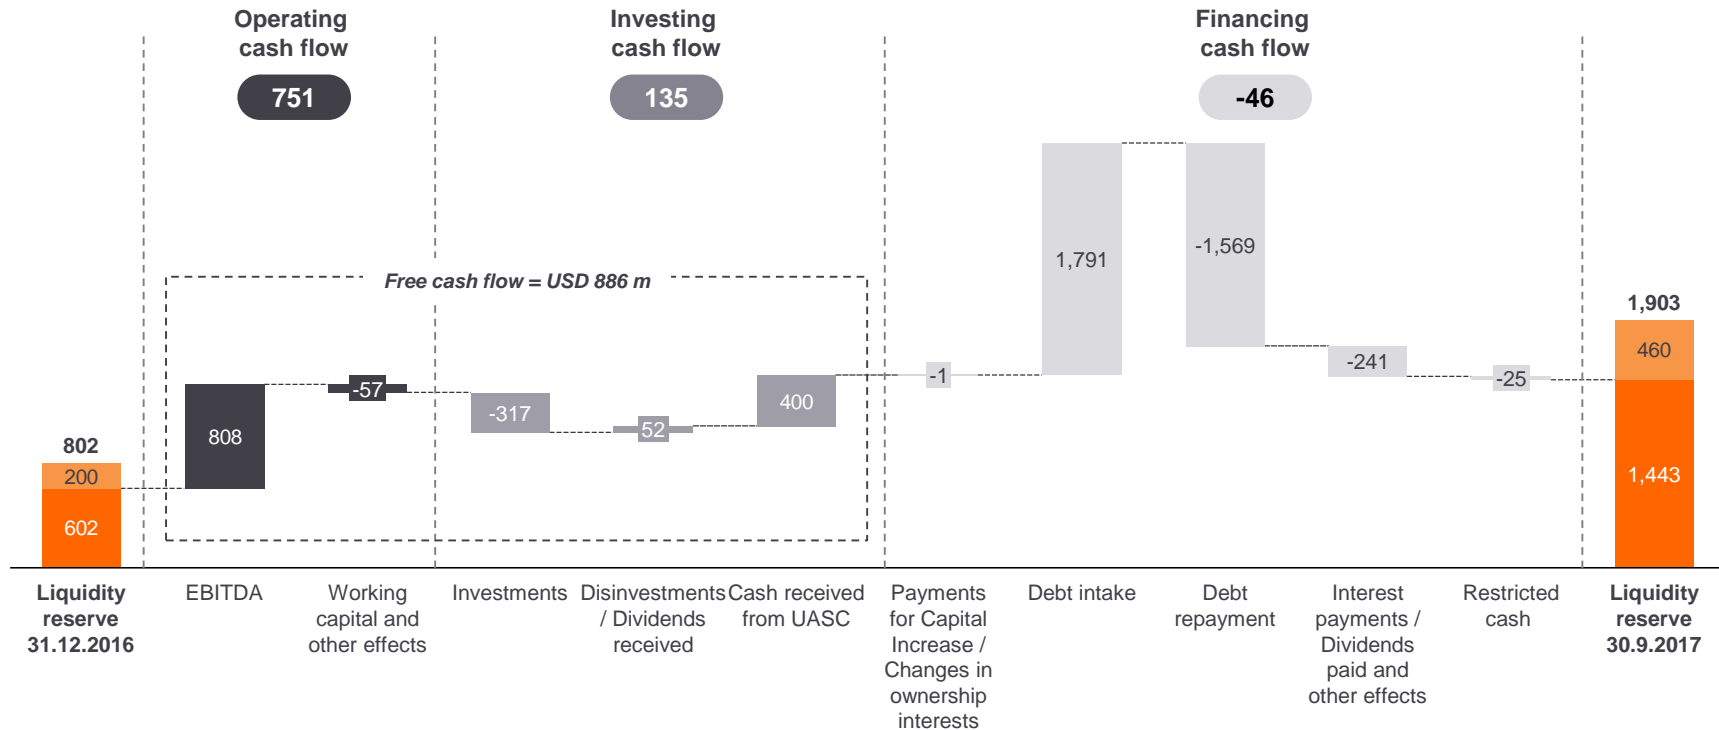 Operating
cash flow
751
Investing
cash flow
135
Financing
cash flow
-46
Free cash flow = USD 886 m
802
200
602
808
-57
-317
52
400
-1
1,791
-1,569
-241
-25
1,903
460
1,443
Liquidity
reserve
31.12.2016
EBITDA
Working
capital and
other effects
Investments
Disinvestments
/ Dividends
received
Cash received
from UASC
Payments
for Capital
Increase /
Changes in
ownership
interests
Debt intake
Debt
repayment
Interest
payments /
Dividends
paid and
other effects
Restricted
cash
Liquidity
reserve
30.9.2017